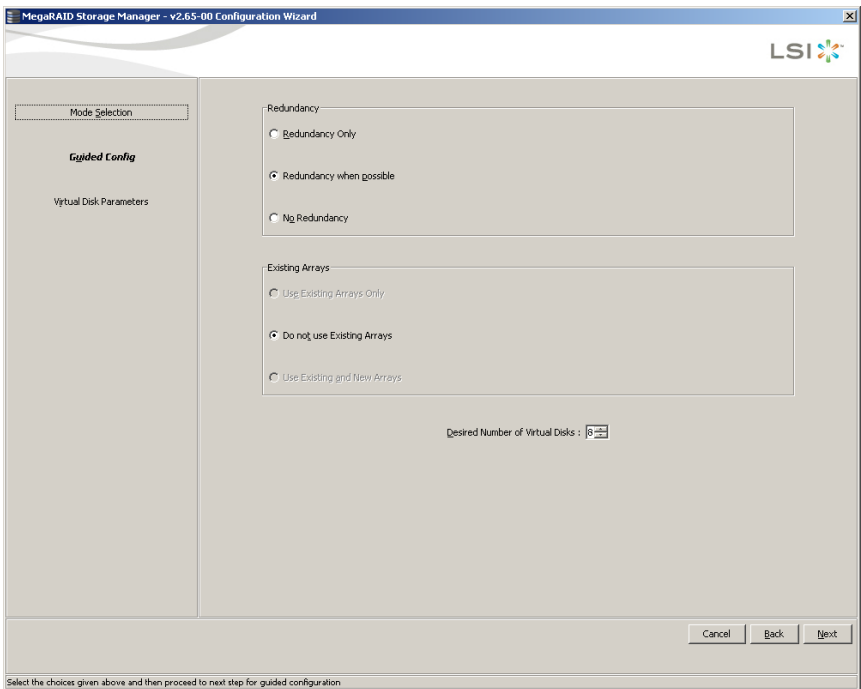 MegaRAID Storage Manager - v2.65-00 Configuration Wizard
LSI
Mode Selection
Guided Config
Virtual Disk Parameters
Redundancy
Redundancy Only
Redundancy when possible
No Redundancy
Existing Arrays
Use Existing Arrays Only
Do not use Existing Arrays
Use Existing and New Arrays
Desired Number of Virtual Disks : 8
Cancel Back Next
Select the choices given above and then proceed to next step for guided configuration